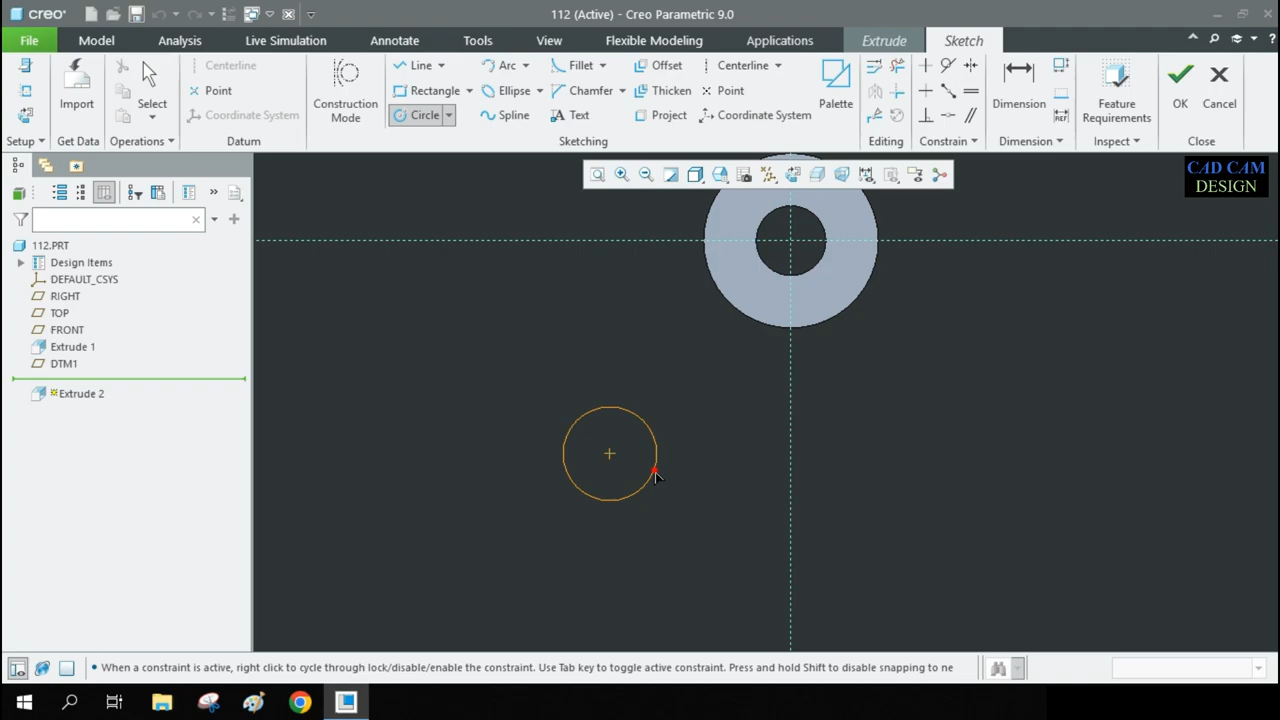 creo
112 (Active) - Creo Parametric 9.0
File Model Analysis Live Simulation Annotate Tools View Flexible Modeling Applications Extrude Sketch
Centerline Line Arc Fillet Offset Centerline
Point Rectangle Ellipse Chamfer Thicken Point
Coordinate System Circle Spline Text Project Coordinate System
Import Select Construction Mode Palette Dimension Feature Requirements OK Cancel
Setup Get Data Operations Datum Sketching Editing Constrain Dimension Inspect Close
CAD CAM
DESIGN
112.PRT
Design Items
DEFAULT_CSYS
RIGHT
TOP
FRONT
Extrude 1
DTM1
Extrude 2
• When a constraint is active, right click to cycle through lock/disable/enable the constraint. Use Tab key to toggle active constraint. Press and hold Shift to disable snapping to ne